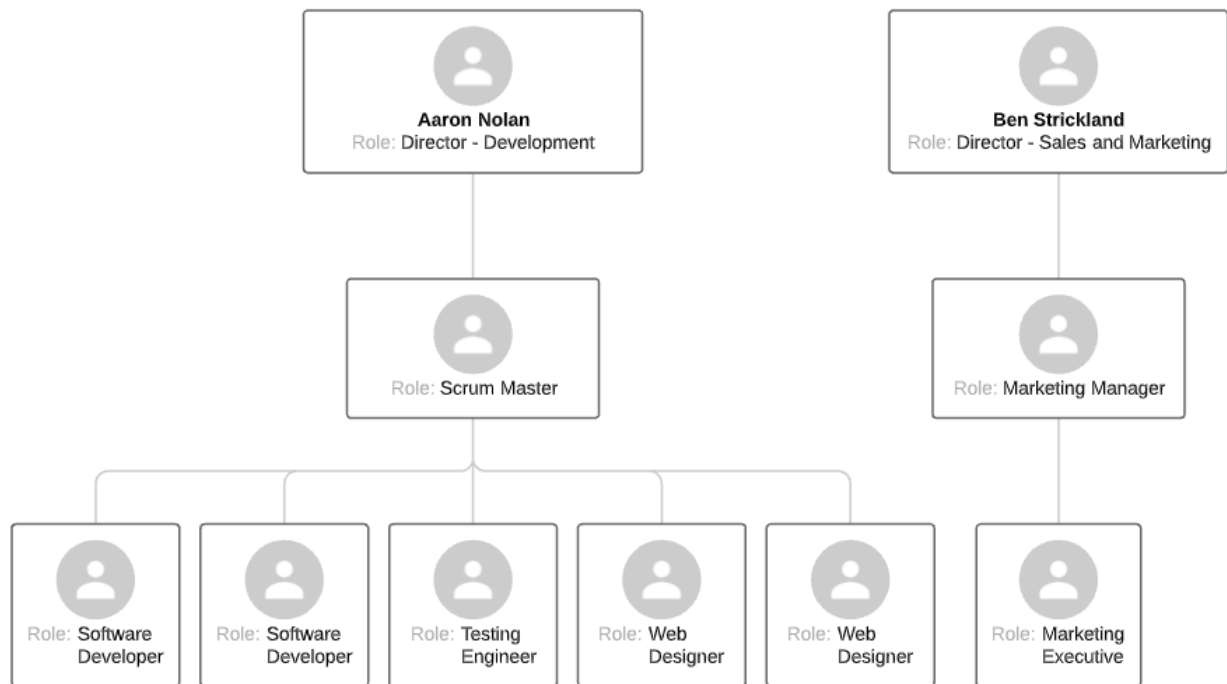 Aaron Nolan
Role: Director - Development
Ben Strickland
Role: Director - Sales and Marketing
Role: Scrum Master
Role: Marketing Manager
Role: Software
Developer
Role: Software
Developer
Role: Testing
Engineer
Role: Web
Designer
Role: Web
Designer
Role: Marketing
Executive